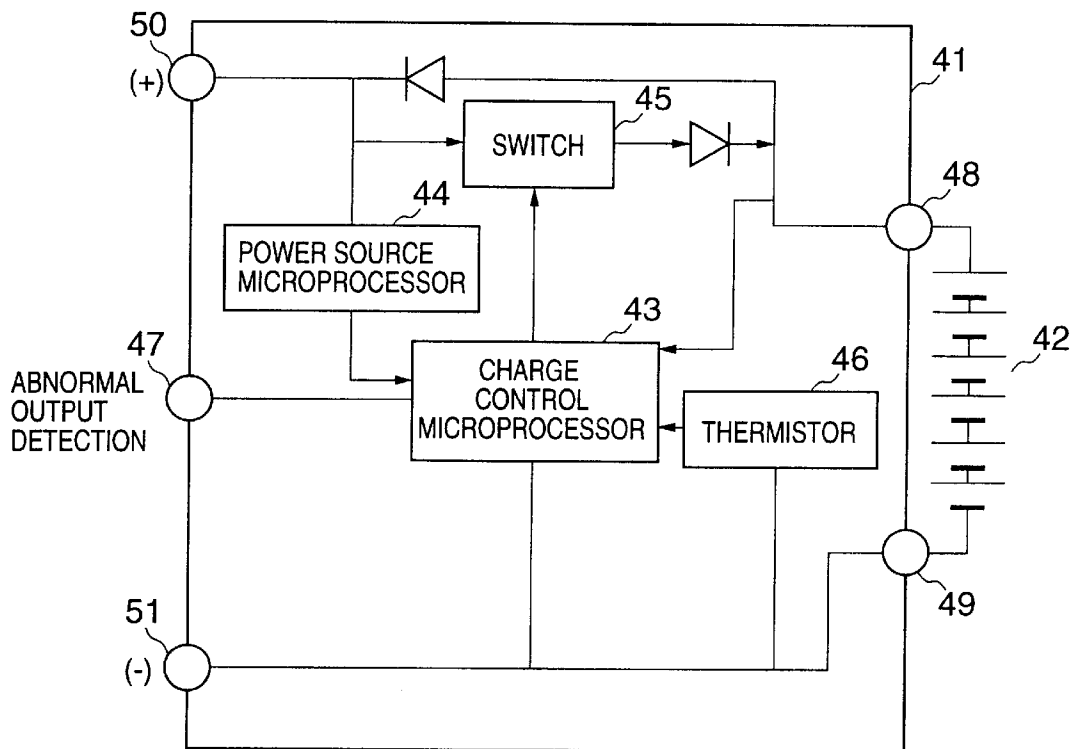 50
(+)
41
45
SWITCH
48
44
POWER SOURCE
MICROPROCESSOR
43
42
47
CHARGE
CONTROL
MICROPROCESSOR
46
THERMISTOR
ABNORMAL
OUTPUT
DETECTION
49
51
(-)